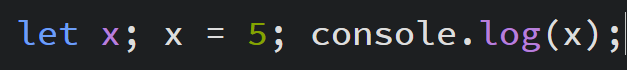 let x; x = 5; console.log(x);